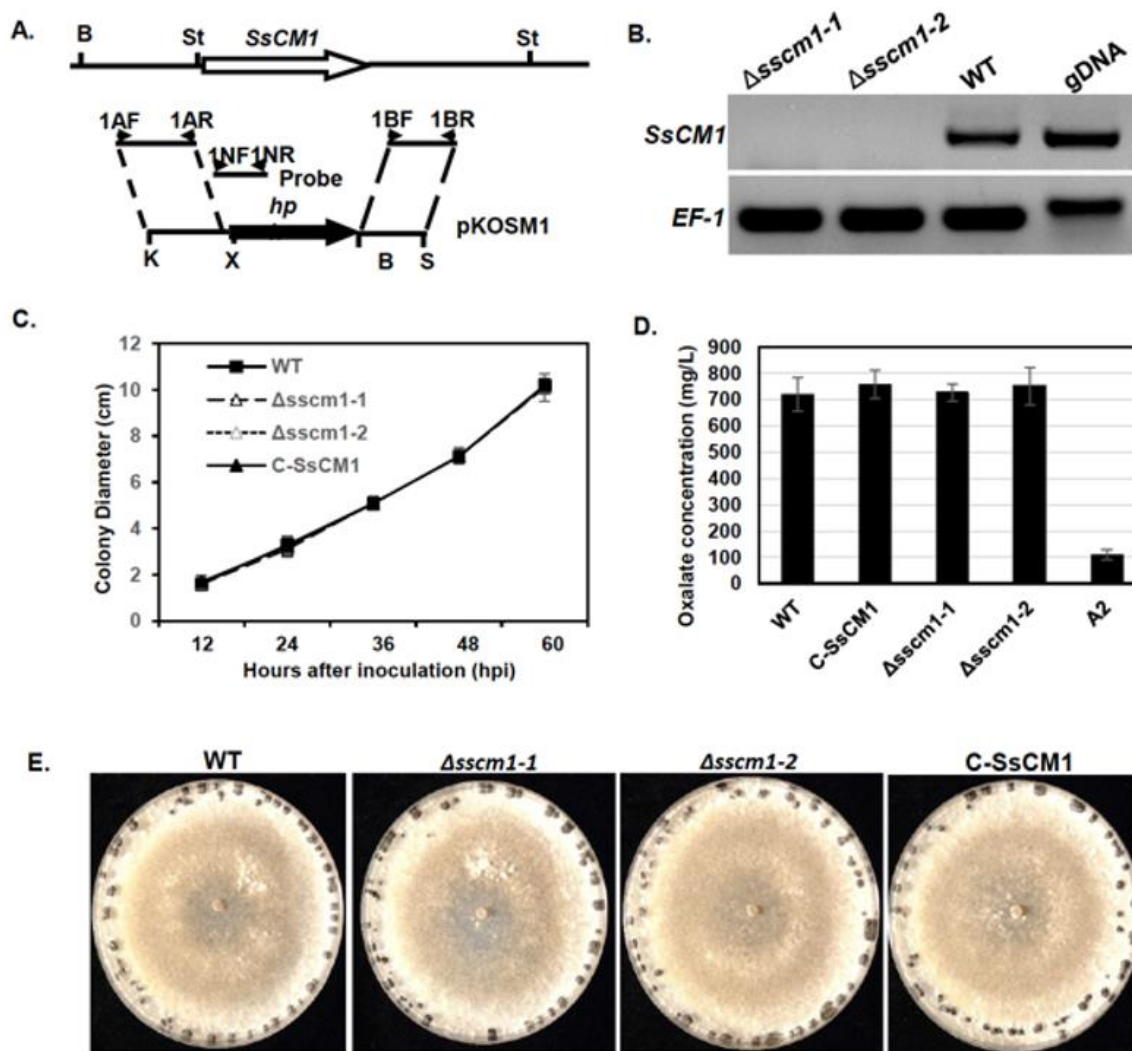 A.
B St SsCM1 St
1AF 1AR 1BF 1BR
1NF 1NR
Probe
hp
pKOSM1
K X B S
B.
Δsscm1-1 Δsscm1-2 WT gDNA
SsCM1
EF-1
C.
Colony Diameter (cm)
12
10
8
6
4
2
0
WT
Δsscm1-1
Δsscm1-2
C-SsCM1
12 24 36 48 60
Hours after inoculation (hpi)
D.
Oxalate concentration (mg/L)
900
800
700
600
500
400
300
200
100
0
WT C-SsCM1 Δsscm1-1 Δsscm1-2 A2
E.
WT Δsscm1-1 Δsscm1-2 C-SsCM1